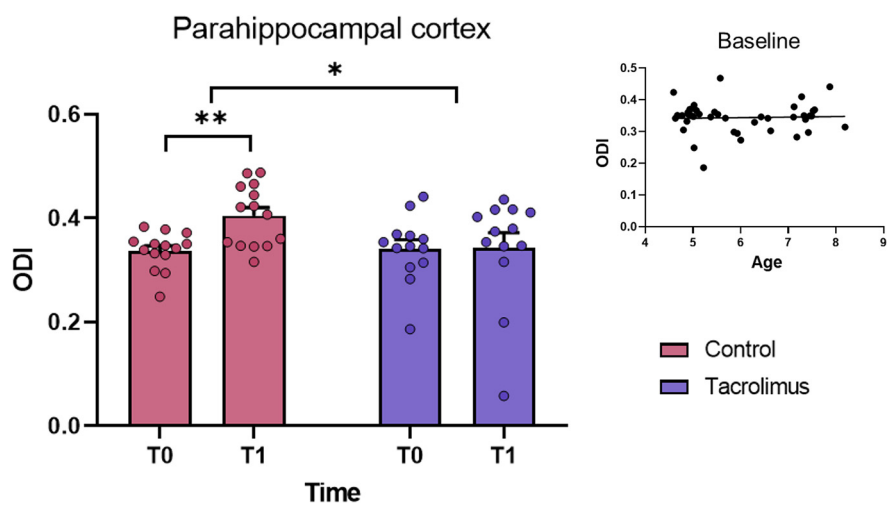 Parahippocampal cortex
*
**
0.6
0.4
0.2
0.0
ODI
T0 T1 T0 T1
Time
Baseline
0.5
0.4
0.3
0.2
0.1
0.0
ODI
4 5 6 7 8 9
Age
Control
Tacrolimus